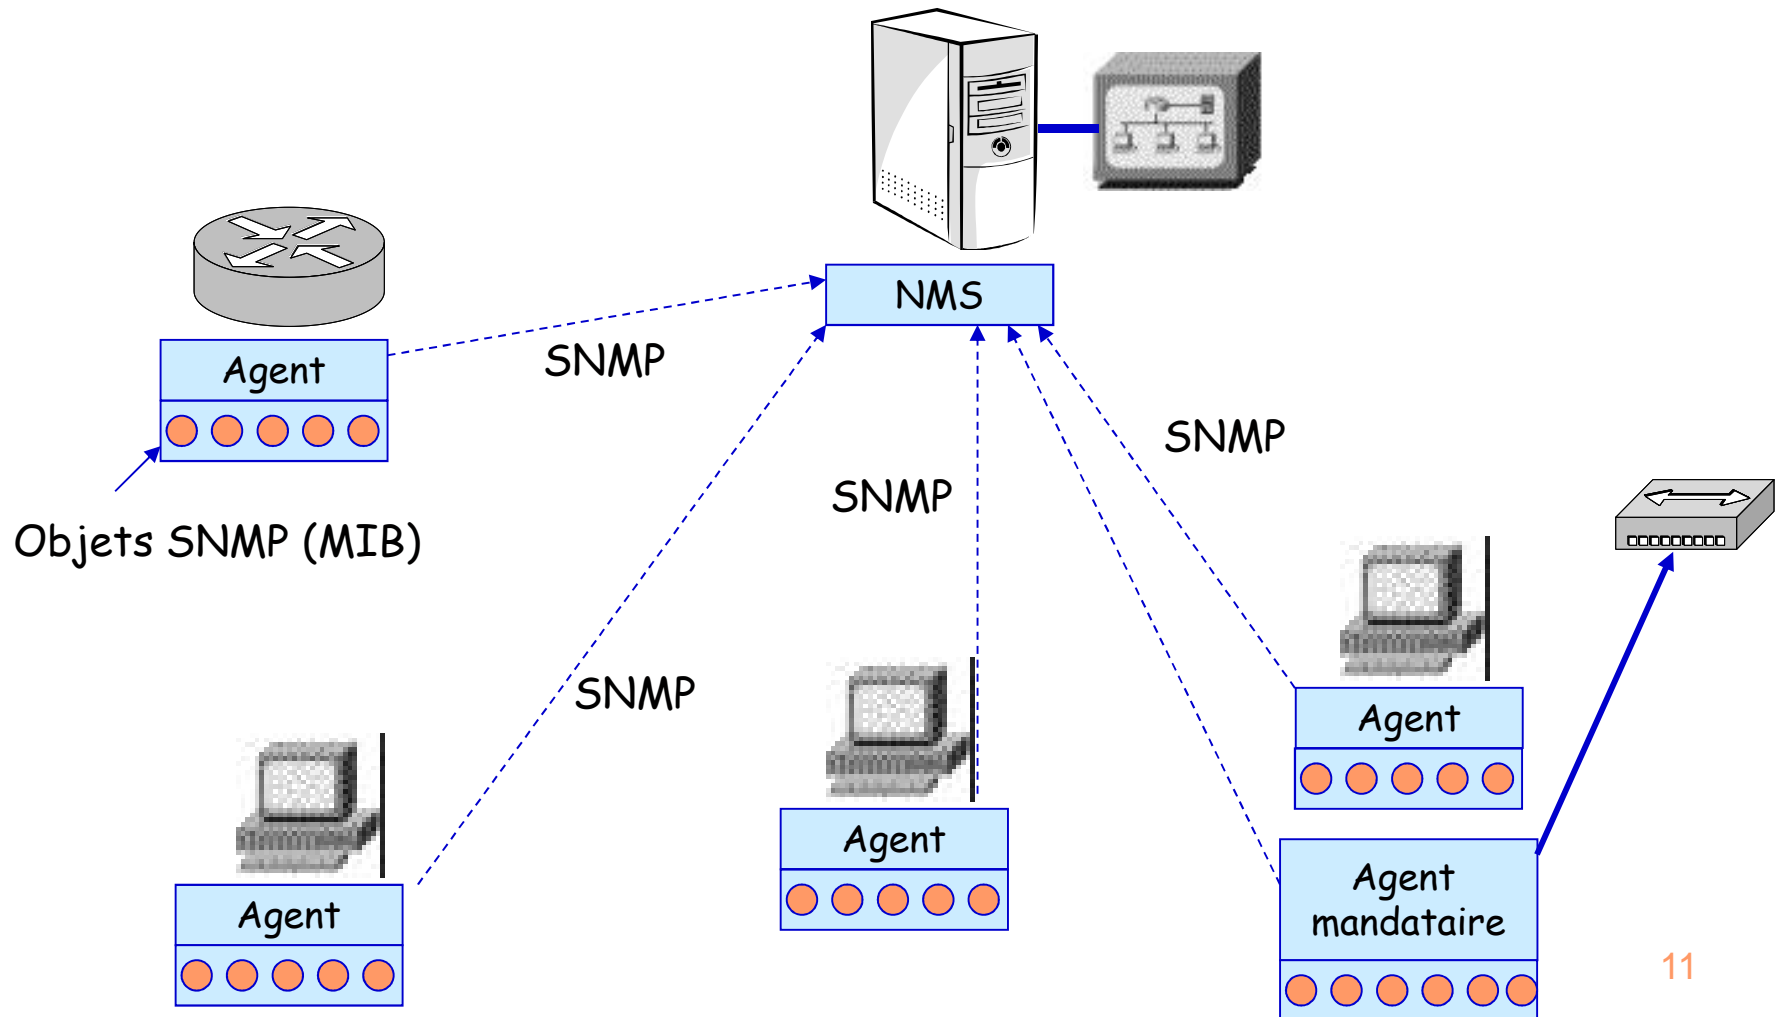 NMS
Agent
SNMP
SNMP
SNMP
Objets SNMP (MIB)
SNMP
Agent
Agent
Agent
Agent
mandataire
11